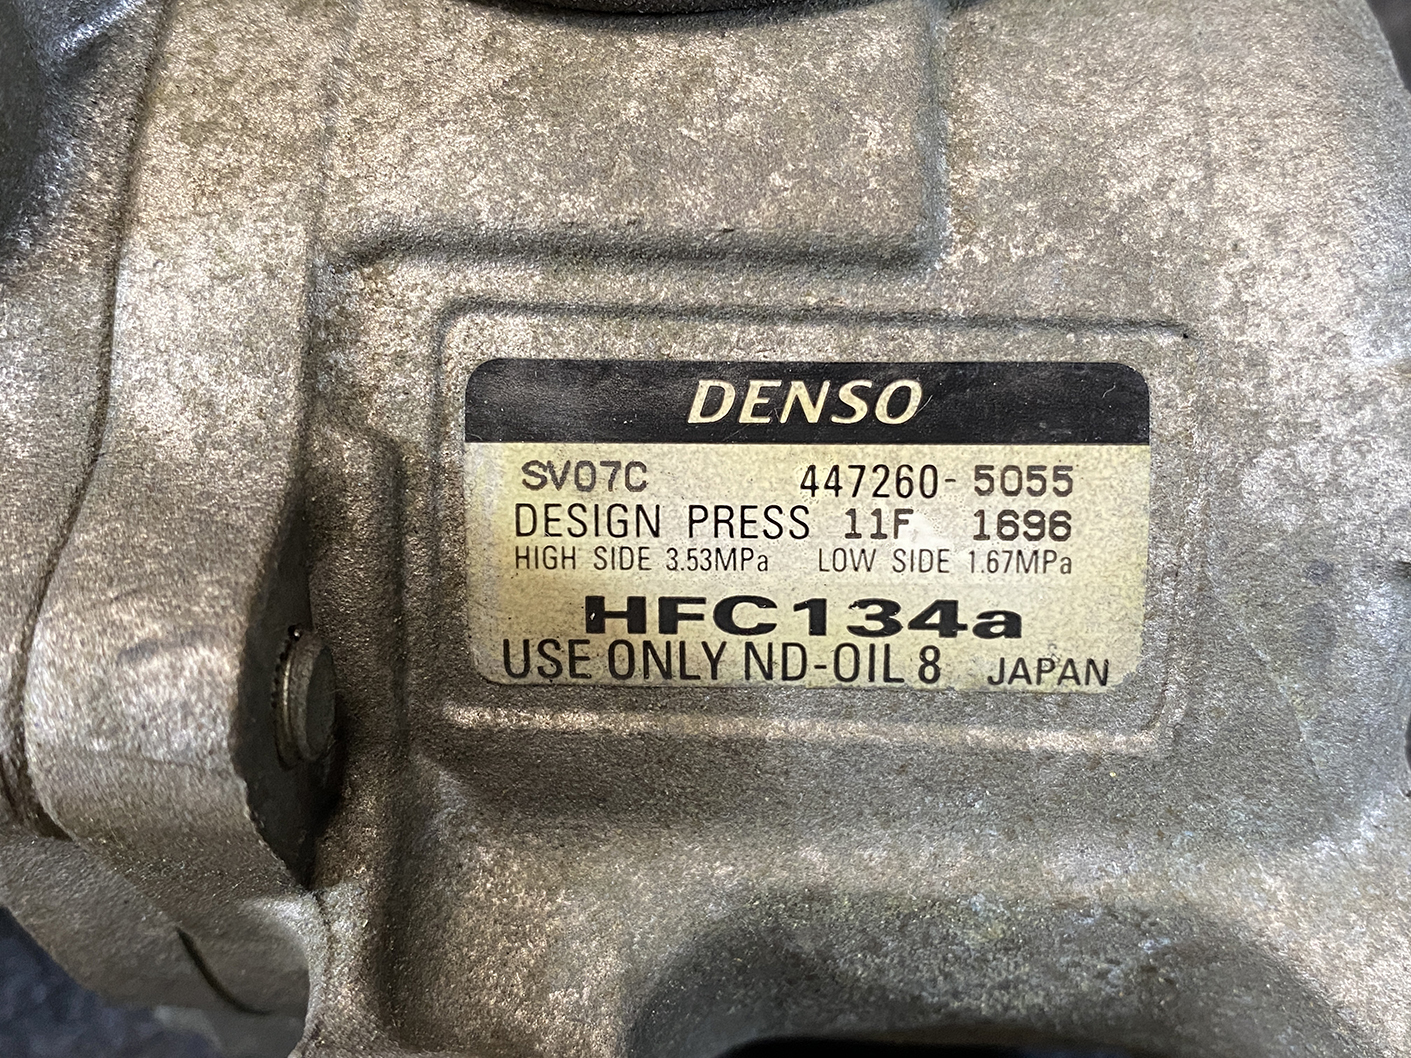 DENSO
SV07C 447260-5055
DESIGN PRESS 11F 1696
HIGH SIDE 3.53MPa LOW SIDE 1.67MPa
HFC134a
USE ONLY ND-OIL 8 JAPAN